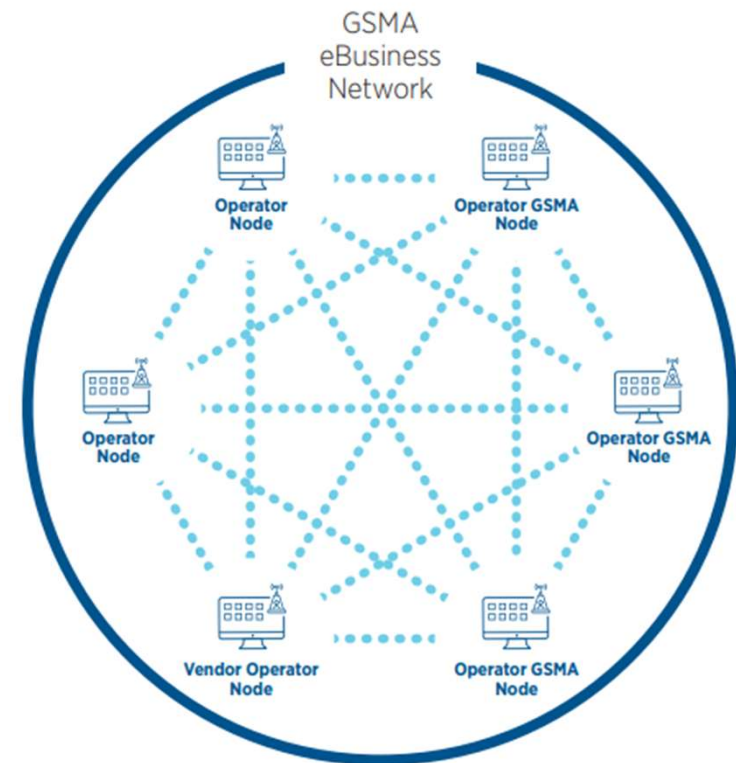 GSMA
eBusiness
Network
Operator
Node
Operator GSMA
Node
Operator
Node
Operator GSMA
Node
Vendor Operator
Node
Operator GSMA
Node